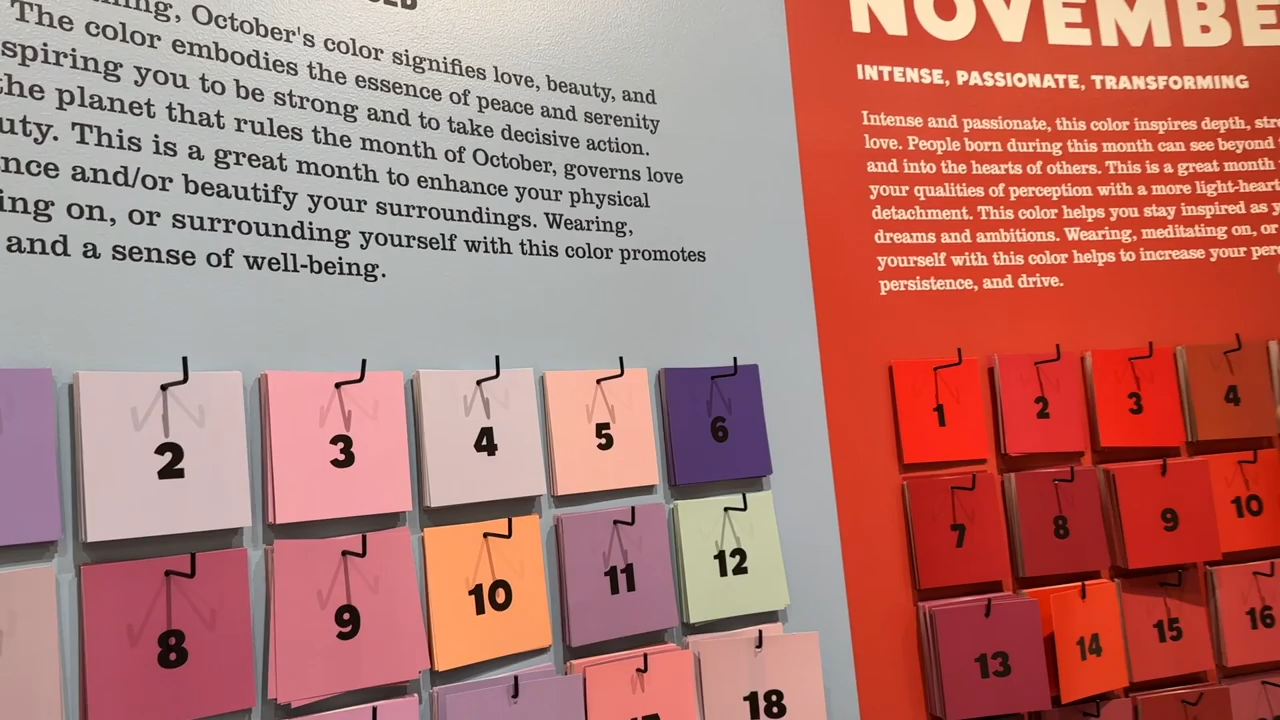 October's color signifies love, beauty, and
The color embodies the essence of peace and serenity
you to be strong and to take decisive action.
the planet that rules the month of October, governs love
This is a great month to enhance your physical
and/or beautify your surroundings. Wearing,
on, or surrounding yourself with this color promotes
and a sense of well-being.
2
3
4
5
6
8
9
10
11
12
18
NOVEMBE
INTENSE, PASSIONATE, TRANSFORMING
Intense and passionate, this color inspires depth,
love. People born during this month can see beyond
and into the hearts of others. This is a great month
your qualities of perception with a more light-heart
detachment. This color helps you stay inspired as
dreams and ambitions. Wearing, meditating on, or
yourself with this color helps to increase your
persistence, and drive.
1
2
3
4
7
8
9
10
13
14
15
16